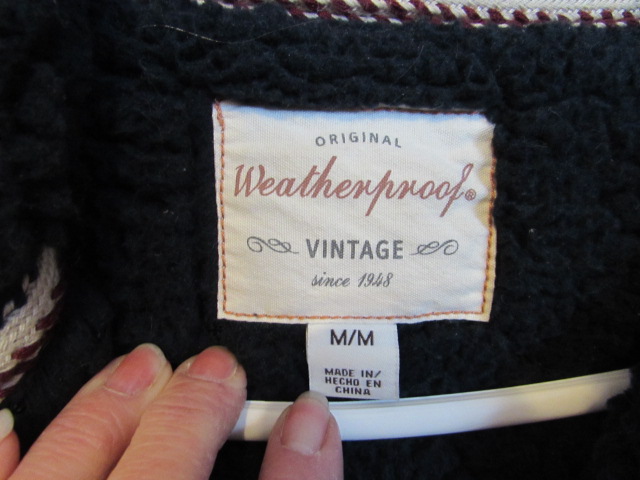 ORIGINAL
Weatherproof®
VINTAGE
since 1948
M/M
MADE IN/
HECHO EN
CHINA